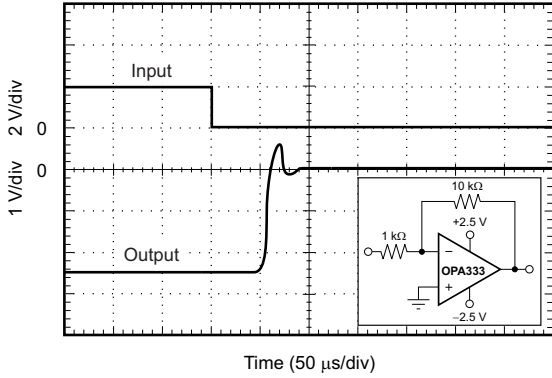 Input
2 V/div
0
0
1 V/div
Output
10 kΩ
+2.5 V
1 kΩ
−
OPA333
+
−2.5 V
Time (50 µs/div)